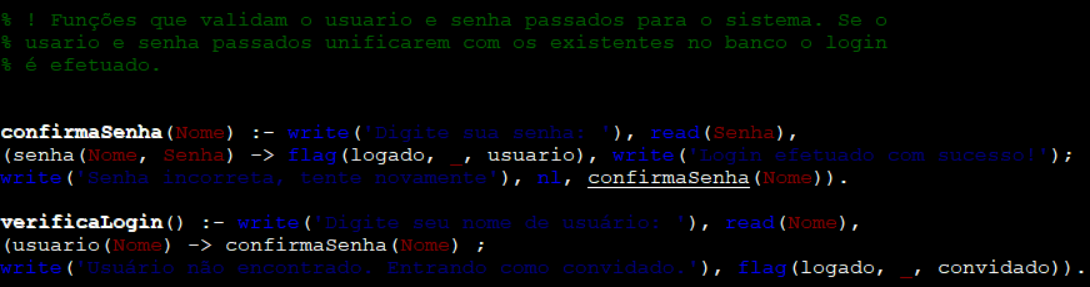 % ! Funções que validam o usuario e senha passados para o sistema. Se o
% usario e senha passados unificarem com os existentes no banco o login
% é efetuado.
confirmaSenha(Nome) :- write('Digite sua senha: '), read(Senha),
(senha(Nome, Senha) -> flag(logado, _, usuario), write('Login efetuado com sucesso!');
write('Senha incorreta, tente novamente'), nl, confirmaSenha(Nome)).
verificaLogin() :- write('Digite seu nome de usuário: '), read(Nome),
(usuario(Nome) -> confirmaSenha(Nome) ;
write('Usuário não encontrado. Entrando como convidado.'), flag(logado, _, convidado)).